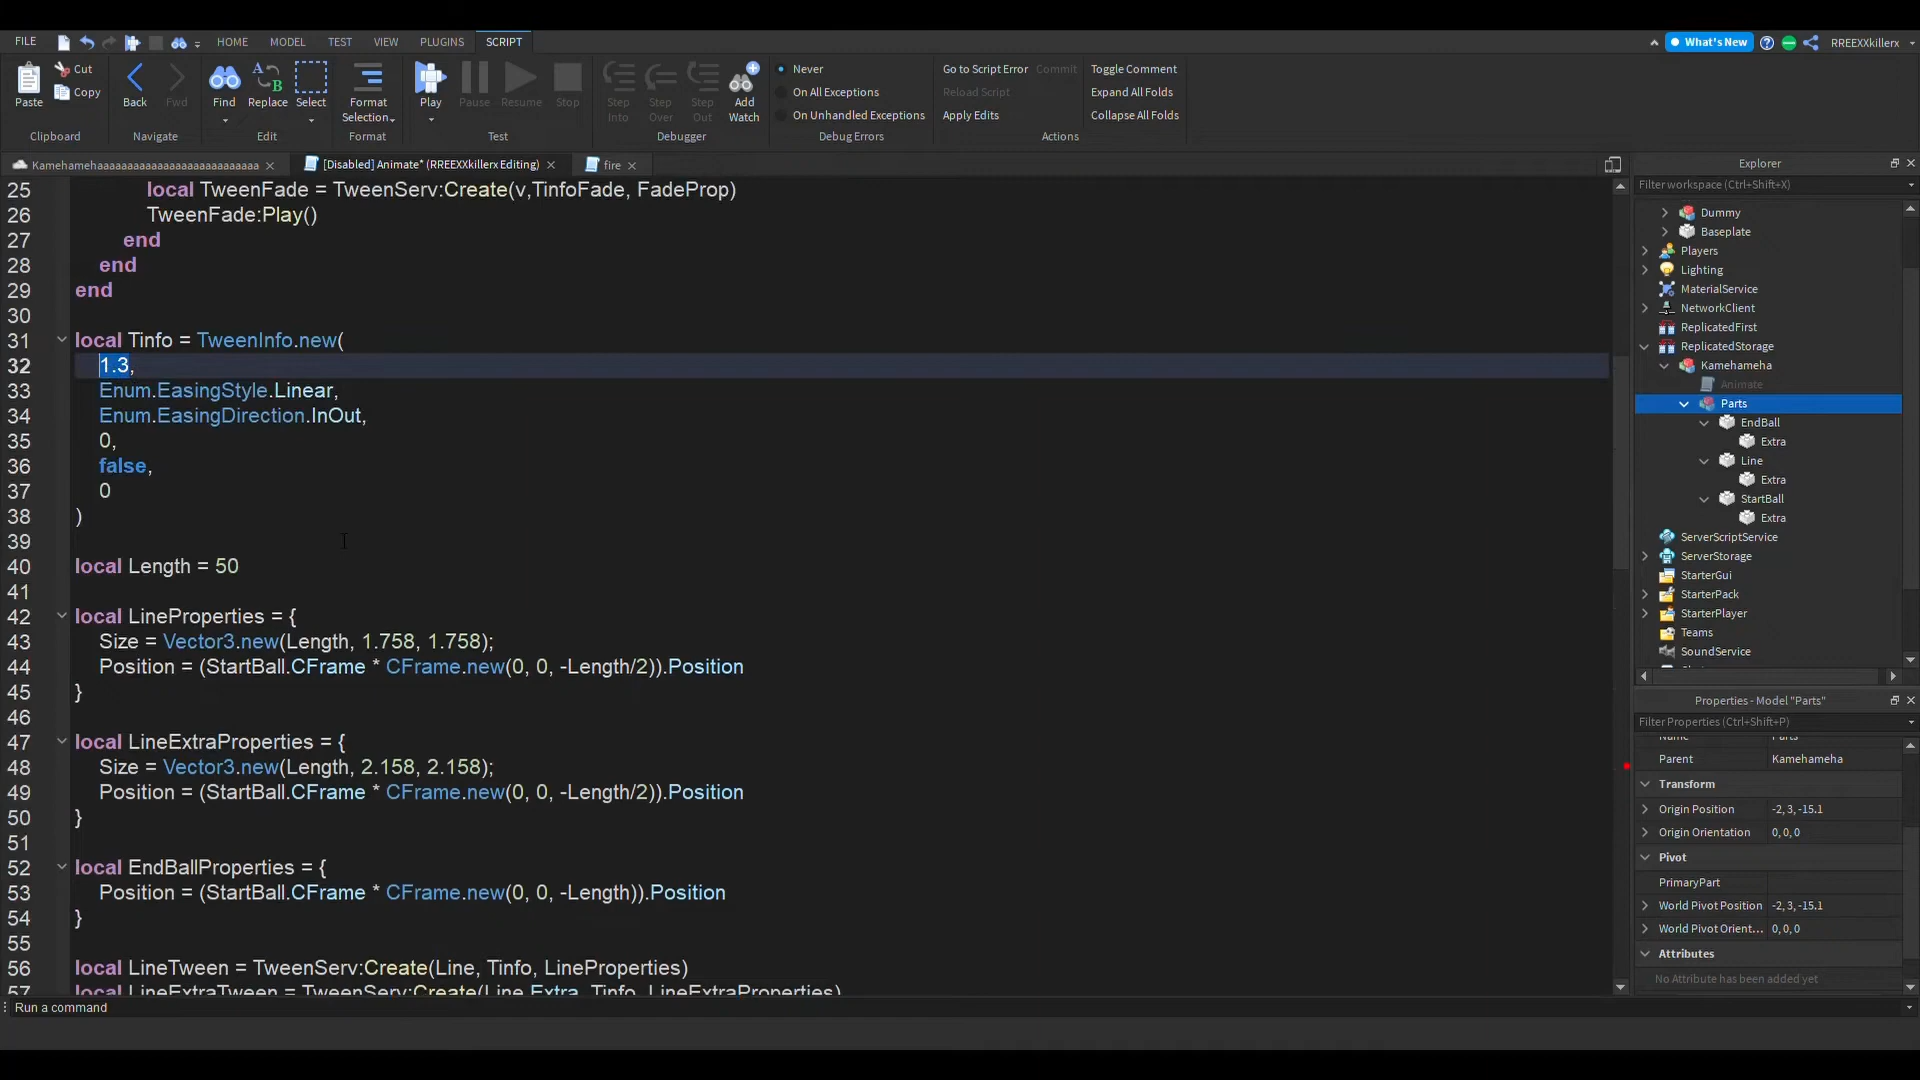 FILE HOME MODEL TEST VIEW PLUGINS SCRIPT What's New RREEXXkillerx
Paste Cut Copy Back Fwd Find Replace Select Format Selection Play Pause Resume Stop Step Into Step Over Step Out Add Watch
Never
On All Exceptions
On Unhandled Exceptions
Go to Script Error Commit
Reload Script
Apply Edits
Toggle Comment
Expand All Folds
Collapse All Folds
Clipboard Navigate Edit Format Test Debugger Debug Errors Actions
[Disabled] Animate* (RREEXXkillerx Editing) fire
25 local TweenFade = TweenServ:Create(v,TinfoFade, FadeProp)
26 TweenFade:Play()
27 end
28 end
29 end
30
31 local Tinfo = TweenInfo.new(
32 1.3,
33 Enum.EasingStyle.Linear,
34 Enum.EasingDirection.InOut,
35 0,
36 false,
37 0
38 )
39
40 local Length = 50
41
42 local LineProperties = {
43 Size = Vector3.new(Length, 1.758, 1.758);
44 Position = (StartBall.CFrame * CFrame.new(0, 0, -Length/2)).Position
45 }
46
47 local LineExtraProperties = {
48 Size = Vector3.new(Length, 2.158, 2.158);
49 Position = (StartBall.CFrame * CFrame.new(0, 0, -Length/2)).Position
50 }
51
52 local EndBallProperties = {
53 Position = (StartBall.CFrame * CFrame.new(0, 0, -Length)).Position
54 }
55
56 local LineTween = TweenServ:Create(Line, Tinfo, LineProperties)
57 local LineExtraTween = TweenServ:Create(Line.Extra, Tinfo, LineExtraProperties)
Run a command
Explorer
Filter workspace (Ctrl+Shift+X)
Dummy
Baseplate
Players
Lighting
MaterialService
NetworkClient
ReplicatedFirst
ReplicatedStorage
Kamehameha
Animate
Parts
EndBall
Extra
Line
Extra
StartBall
Extra
ServerScriptService
ServerStorage
StarterGui
StarterPack
StarterPlayer
Teams
SoundService
Properties - Model "Parts"
Filter Properties (Ctrl+Shift+P)
Name Parts
Parent Kamehameha
Transform
Origin Position -2, 3, -15.1
Origin Orientation 0, 0, 0
Pivot
PrimaryPart
World Pivot Position -2, 3, -15.1
World Pivot Orient... 0, 0, 0
Attributes
No Attribute has been added yet